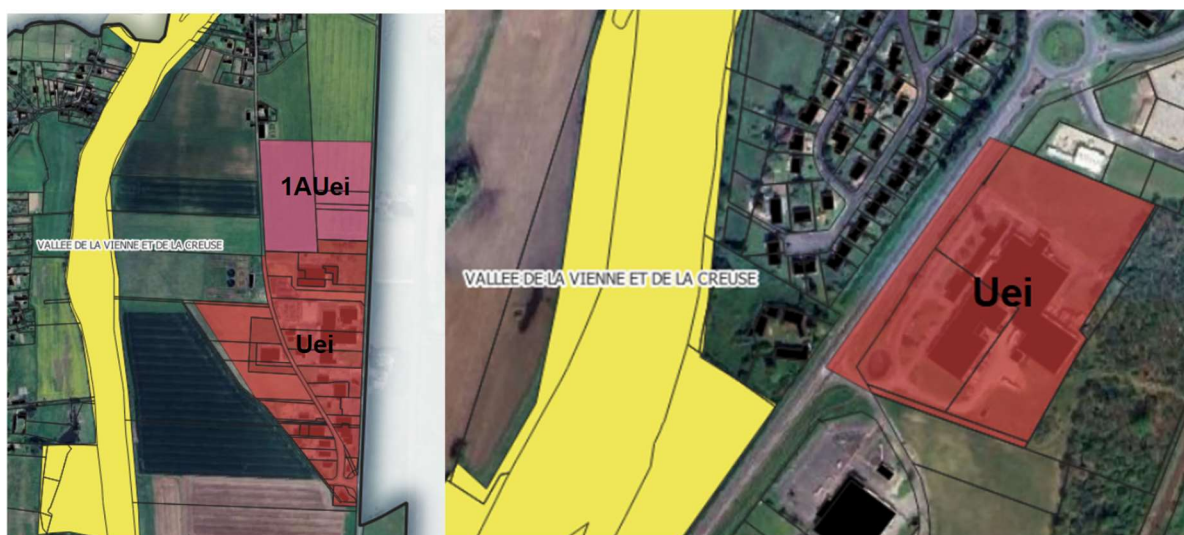 1AUei
VALLEE DE LA VIENNE ET DE LA CREUSE
Uei
VALLEE DE LA VIENNE ET DE LA CREUSE
Uei